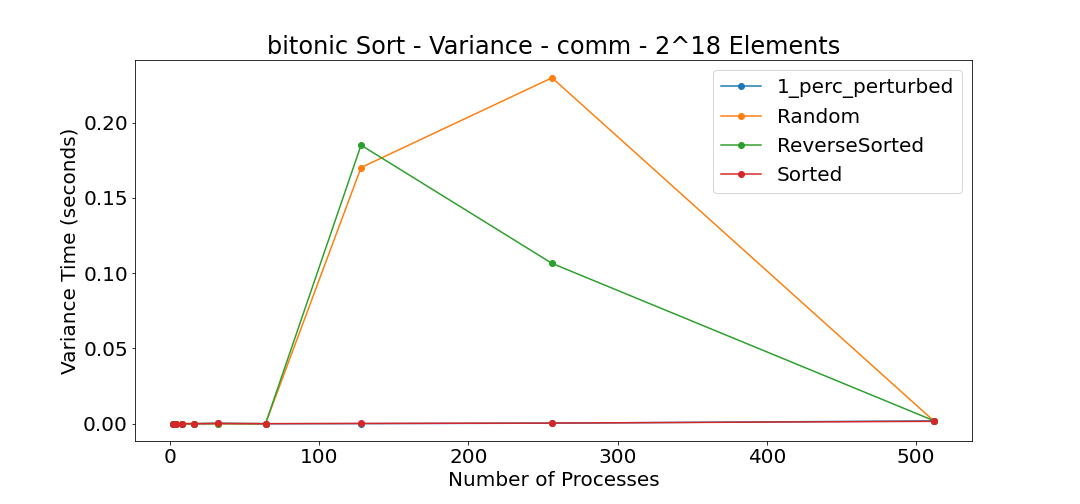 bitonic Sort - Variance - comm - 2^18 Elements
Variance Time (seconds)
0.20
0.15
0.10
0.05
0.00
1_perc_perturbed
Random
ReverseSorted
Sorted
0 100 200 300 400 500
Number of Processes